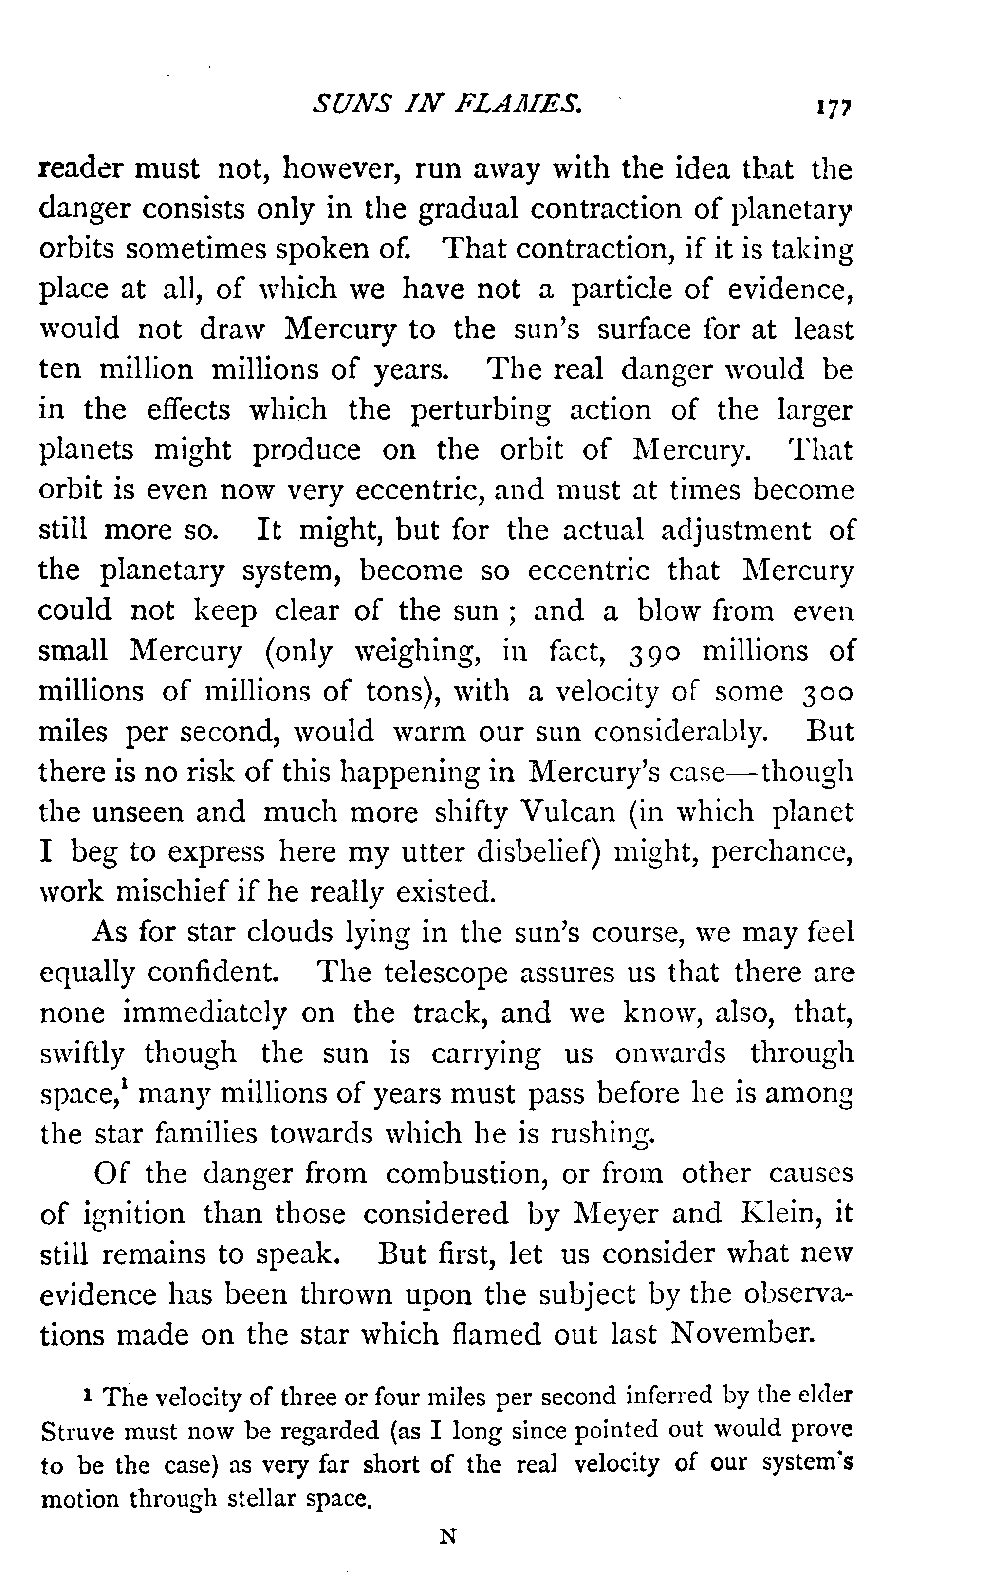 SUNS IN FLAMES. 177
reader must not, however, run away with the idea that the
danger consists only in the gradual contraction of planetary
orbits sometimes spoken of. That contraction, if it is taking
place at all, of which we have not a particle of evidence,
would not draw Mercury to the sun's surface for at least
ten million millions of years. The real danger would be
in the effects which the perturbing action of the larger
planets might produce on the orbit of Mercury. That
orbit is even now very eccentric, and must at times become
still more so. It might, but for the actual adjustment of
the planetary system, become so eccentric that Mercury
could not keep clear of the sun ; and a blow from even
small Mercury (only weighing, in fact, 390 millions of
millions of millions of tons), with a velocity of some 300
miles per second, would warm our sun considerably. But
there is no risk of this happening in Mercury's case—though
the unseen and much more shifty Vulcan (in which planet
I beg to express here my utter disbelief) might, perchance,
work mischief if he really existed.
As for star clouds lying in the sun's course, we may feel
equally confident. The telescope assures us that there are
none immediately on the track, and we know, also, that,
swiftly though the sun is carrying us onwards through
space,¹ many millions of years must pass before he is among
the star families towards which he is rushing.
Of the danger from combustion, or from other causes
of ignition than those considered by Meyer and Klein, it
still remains to speak. But first, let us consider what new
evidence has been thrown upon the subject by the observa-
tions made on the star which flamed out last November.
¹ The velocity of three or four miles per second inferred by the elder
Struve must now be regarded (as I long since pointed out would prove
to be the case) as very far short of the real velocity of our system's
motion through stellar space.
N